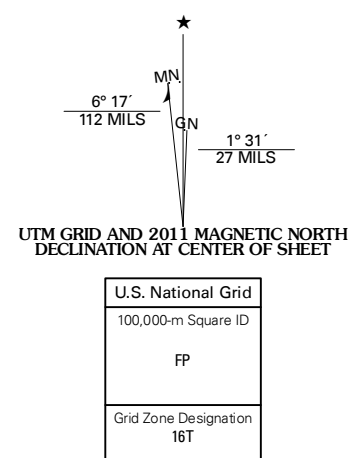 ★
MN.
6° 17´
112 MILS
GN
1° 31´
27 MILS
UTM GRID AND 2011 MAGNETIC NORTH
DECLINATION AT CENTER OF SHEET
U.S. National Grid
100,000-m Square ID
FP
Grid Zone Designation
16T